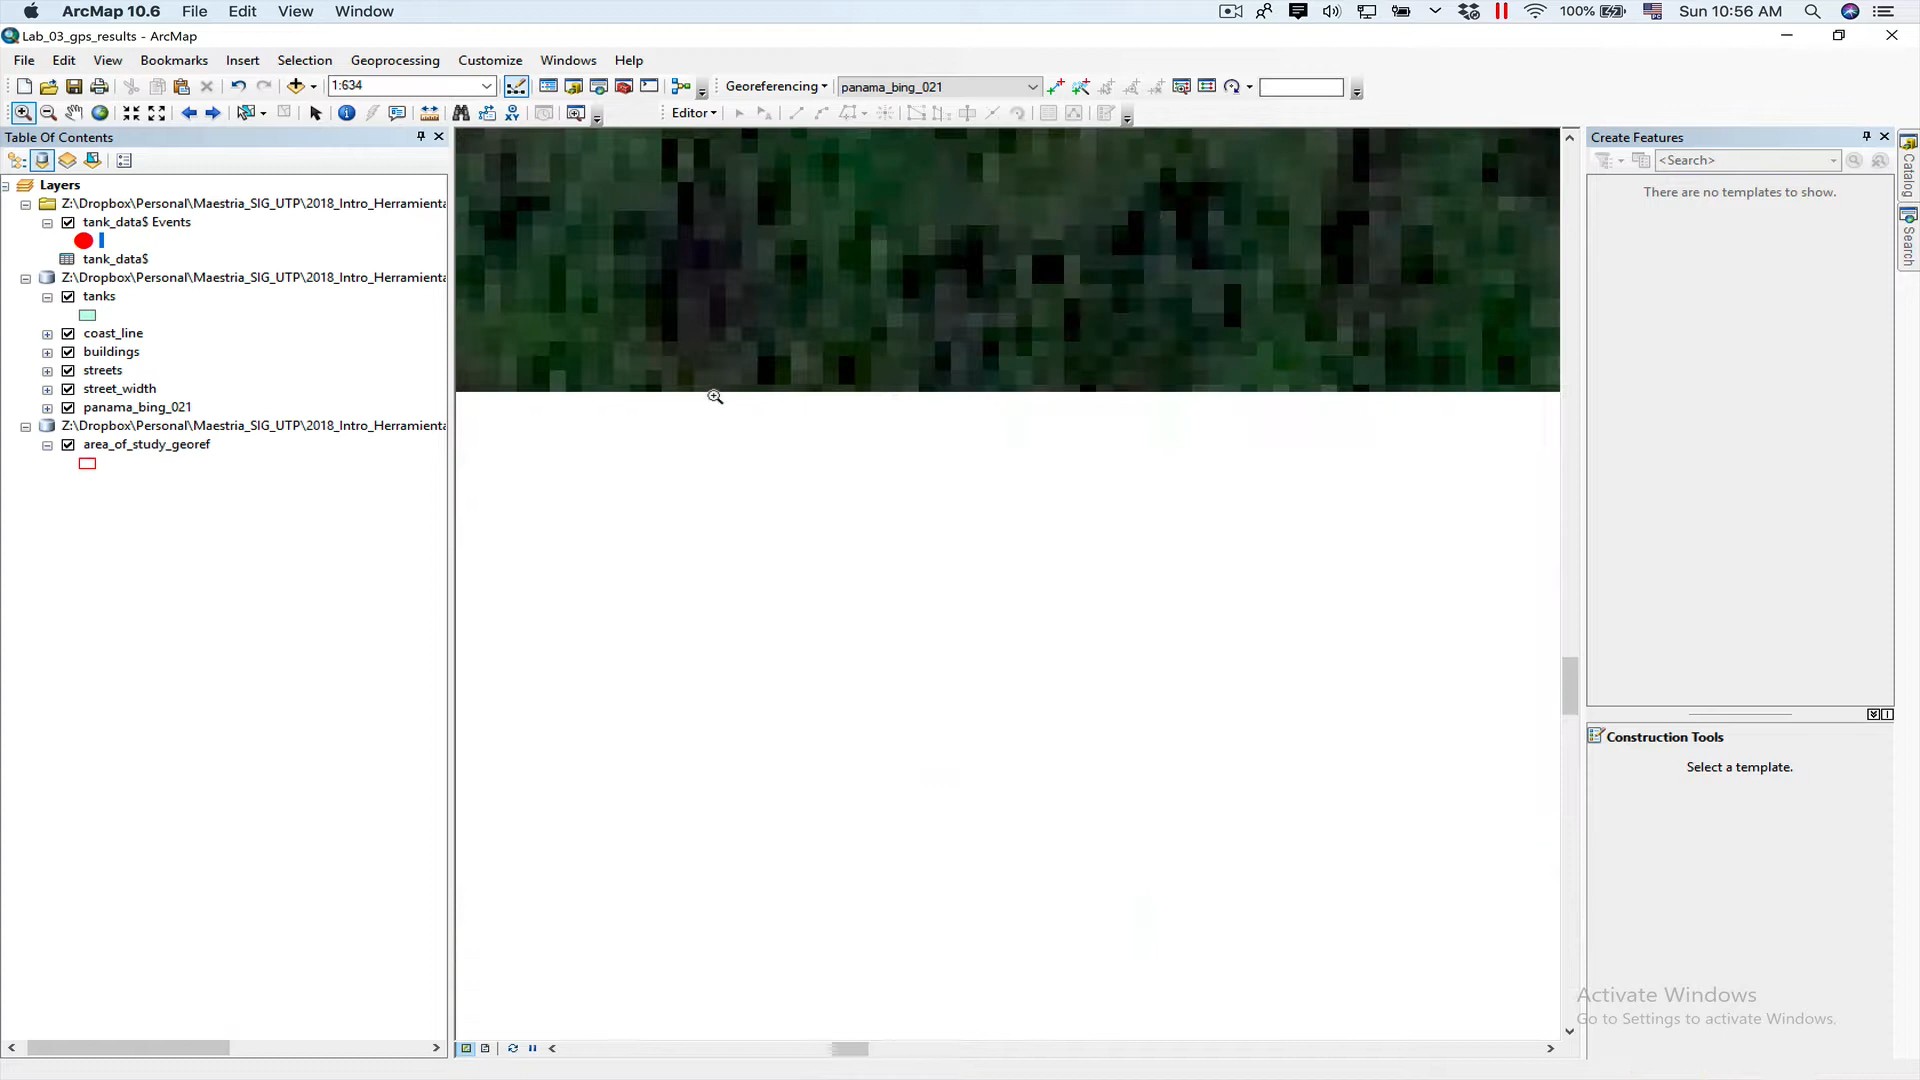 ArcMap 10.6 File Edit View Window 100% Sun 10:56 AM
Lab_03_gps_results - ArcMap
File Edit View Bookmarks Insert Selection Geoprocessing Customize Windows Help
1:634 Georeferencing panama_bing_021
Editor
Table Of Contents
Create Features
<Search>
There are no templates to show.
Catalog
Search
Layers
Z:\Dropbox\Personal\Maestria_SIG_UTP\2018_Intro_Herramienta
tank_data$ Events
tank_data$
Z:\Dropbox\Personal\Maestria_SIG_UTP\2018_Intro_Herramienta
tanks
coast_line
buildings
streets
street_width
panama_bing_021
Z:\Dropbox\Personal\Maestria_SIG_UTP\2018_Intro_Herramienta
area_of_study_georef
Construction Tools
Select a template.
Activate Windows
Go to Settings to activate Windows.